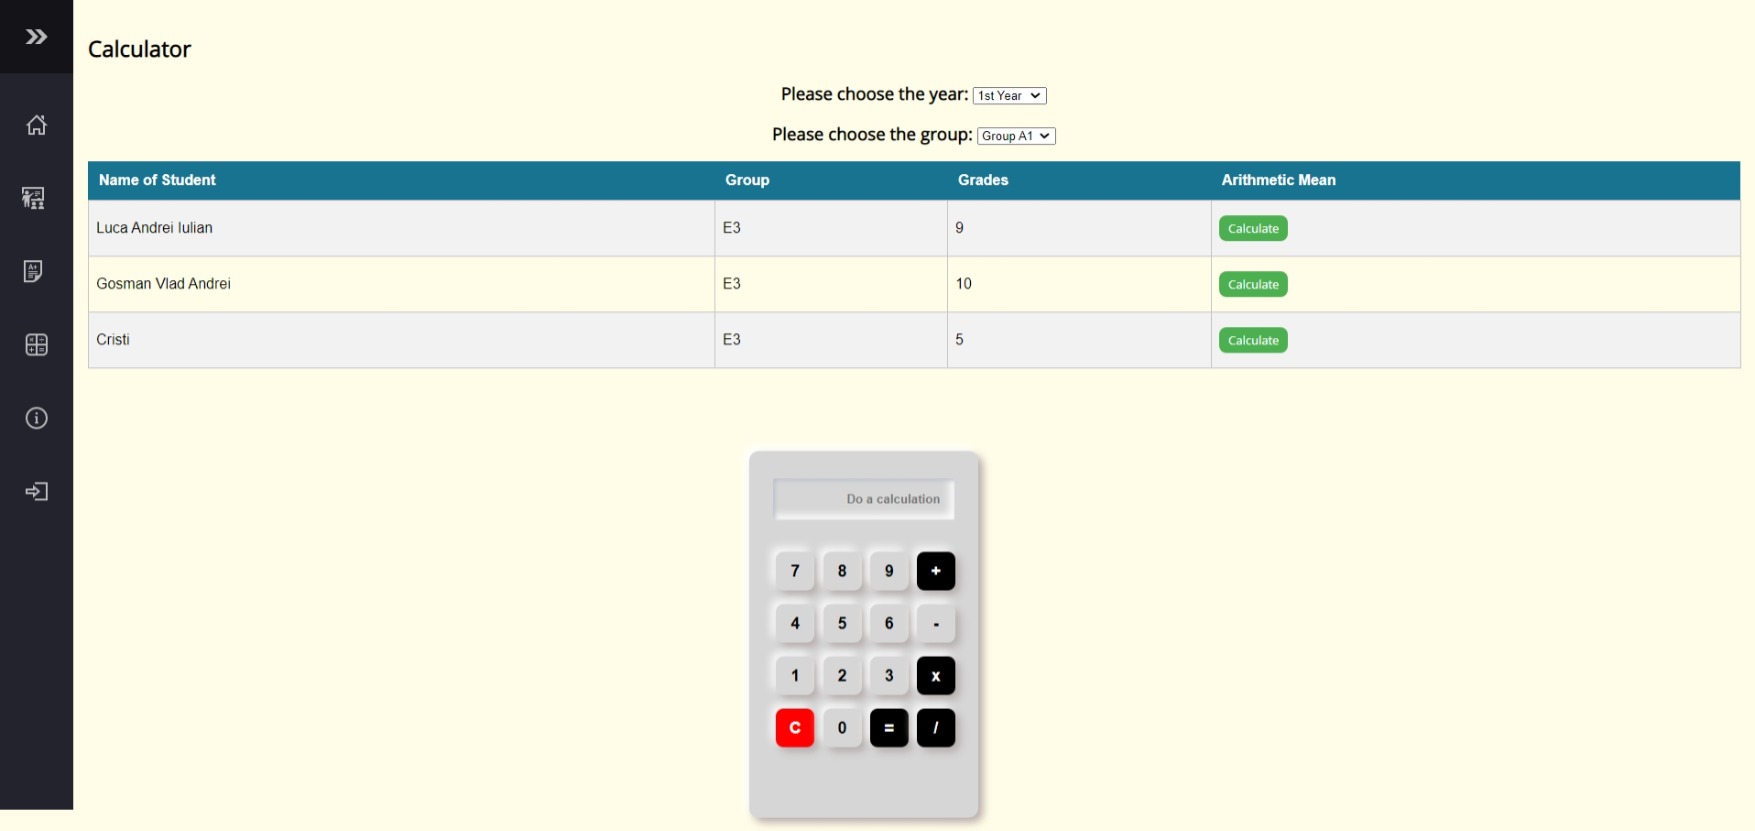 Calculator
Please choose the year: 1st Year
Please choose the group: Group A1
Name of Student Group Grades Arithmetic Mean
Luca Andrei Iulian E3 9 Calculate
Gosman Vlad Andrei E3 10 Calculate
Cristi E3 5 Calculate
Do a calculation
7 8 9 +
4 5 6 -
1 2 3 x
C 0 = /